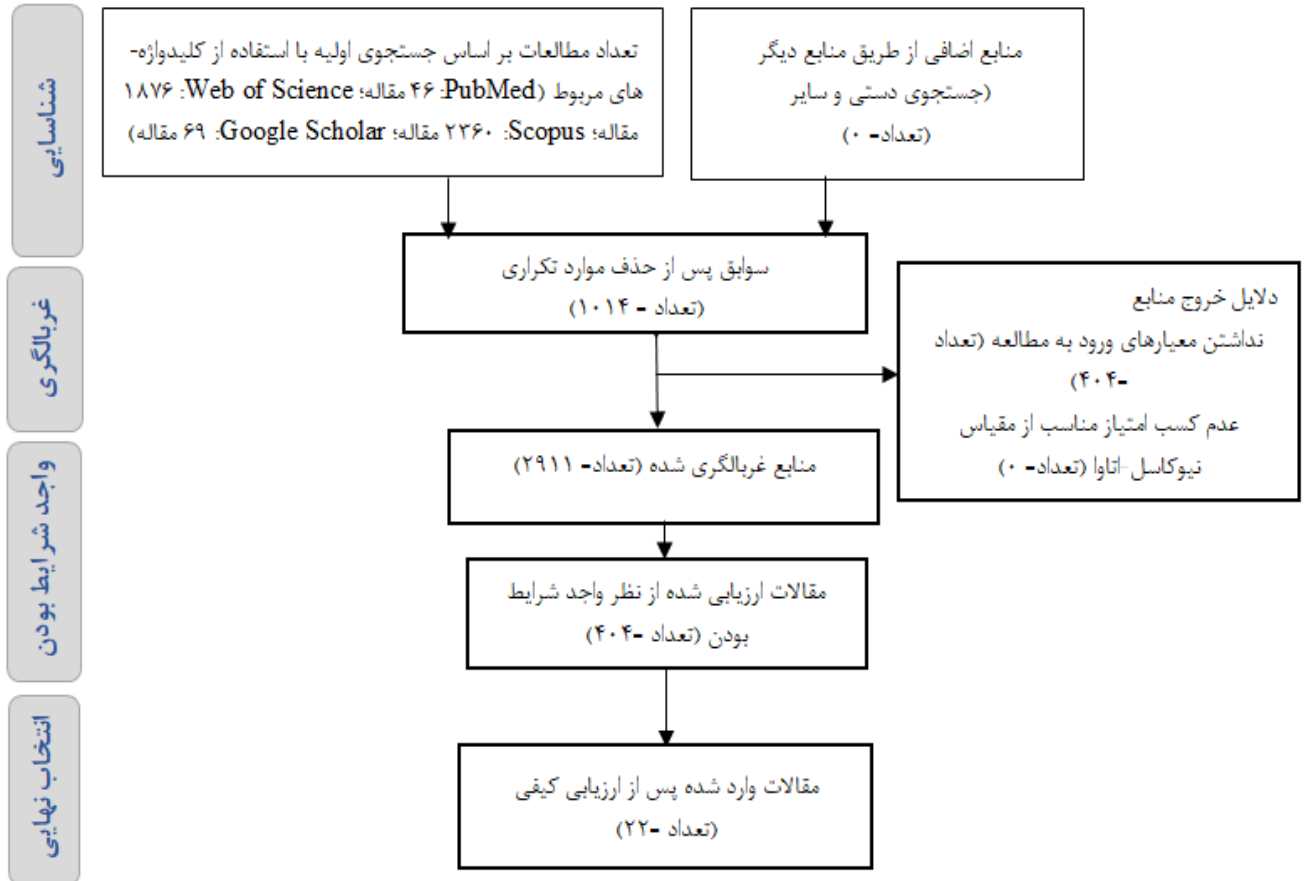 شناسایی
تعداد مطالعات بر اساس جستجوی اولیه با استفاده از کلیدواژه-
های مربوط (PubMed: ۴۶ مقاله؛ Web of Science: ۱۸۷۶
مقاله؛ Scopus: ۲۳۶۰ مقاله؛ Google Scholar: ۶۹ مقاله)
منابع اضافی از طریق منابع دیگر
(جستجوی دستی و سایر
(تعداد- ۰)
سوابق پس از حذف موارد تکراری
(تعداد - ۱۰۱۴)
غربالگری
دلایل خروج منابع
نداشتن معیارهای ورود به مطالعه (تعداد
-۴۰۴)
عدم کسب امتیاز مناسب از مقیاس
نیوکاسل-اتاوا (تعداد- ۰)
منابع غربالگری شده (تعداد- ۲۹۱۱)
واجد شرایط بودن
مقالات ارزیابی شده از نظر واجد شرایط
بودن (تعداد -۴۰۴)
انتخاب نهایی
مقالات وارد شده پس از ارزیابی کیفی
(تعداد -۲۲)